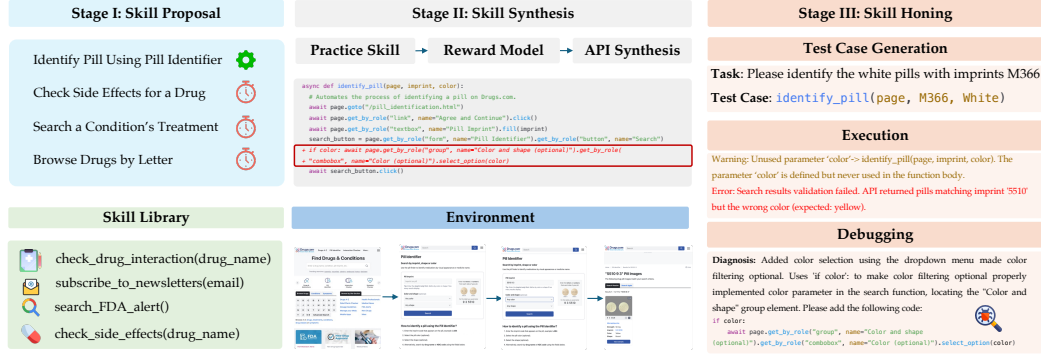 Stage I: Skill Proposal
Identify Pill Using Pill Identifier
Check Side Effects for a Drug
Search a Condition's Treatment
Browse Drugs by Letter
Skill Library
check_drug_interaction(drug_name)
subscribe_to_newsletters(email)
search_FDA_alert()
check_side_effects(drug_name)
Stage II: Skill Synthesis
Practice Skill
Reward Model
API Synthesis
async def identify_pill(page, imprint, color):
# Automates the process of identifying a pill on Drugs.com.
await page.goto("/pill_identification.html")
await page.get_by_role("link", name="Agree and Continue").click()
await page.get_by_role("textbox", name="Pill Imprint").fill(imprint)
search_button = page.get_by_role("form", name="Pill Identifier").get_by_role("button", name="Search")
+ if color: await page.get_by_role("group", name="Color and shape (optional)").get_by_role(
+ "combobox", name="Color (optional)").select_option(color)
await search_button.click()
Environment
Find Drugs & Conditions
Pill Identifier
Pill Identifier
Stage III: Skill Honing
Test Case Generation
Task: Please identify the white pills with imprints M366
Test Case: identify_pill(page, M366, White)
Execution
Warning: Unused parameter 'color'-> identify_pill(page, imprint, color). The
parameter 'color' is defined but never used in the function body.
Error: Search results validation failed. API returned pills matching imprint '5510'
but the wrong color (expected: yellow).
Debugging
Diagnosis: Added color selection using the dropdown menu made color
filtering optional. Uses 'if color': to make color filtering optional properly
implemented color parameter in the search function, locating the "Color and
shape" group element. Please add the following code:
if color:
await page.get_by_role("group", name="Color and shape
(optional)").get_by_role("combobox", name="Color (optional)").select_option(color)